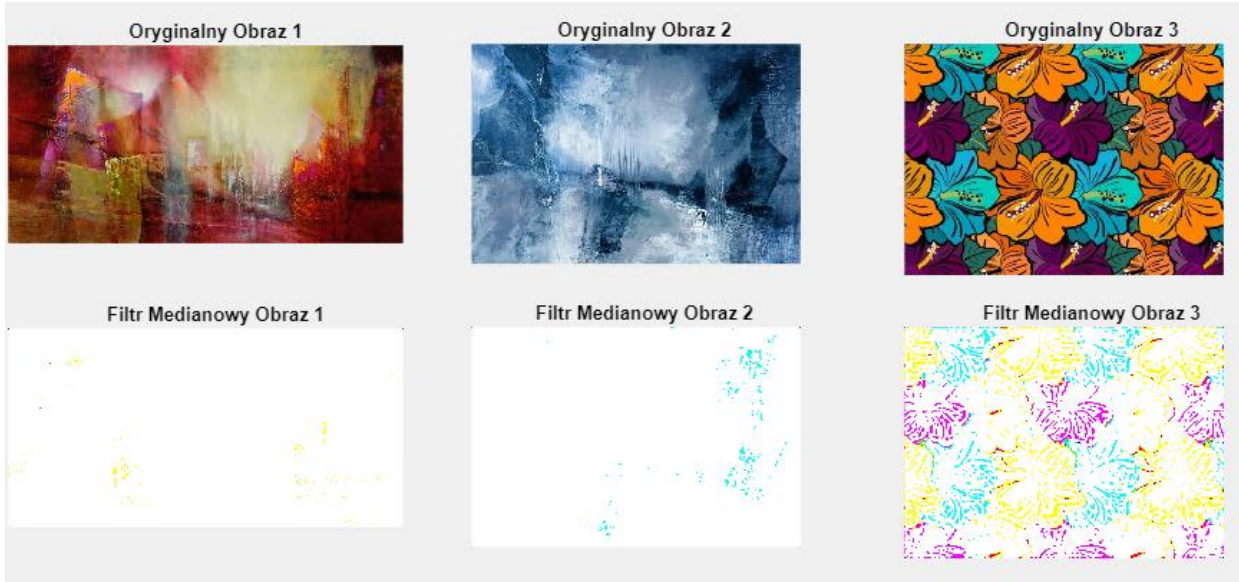 Oryginalny Obraz 1
Oryginalny Obraz 2
Oryginalny Obraz 3
Filtr Medianowy Obraz 1
Filtr Medianowy Obraz 2
Filtr Medianowy Obraz 3